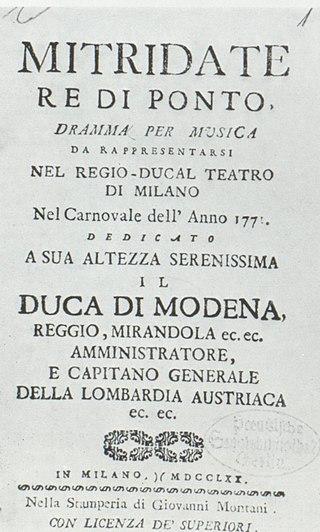 1
MITRIDATE
RE DI PONTO,
DRAMMA PER MUSICA
DA RAPPRESENTARSI
NEL REGIO-DUCAL TEATRO
DI MILANO
Nel Carnovale dell' Anno 1771.
DEDICATO
A SUA ALTEZZA SERENISSIMA
IL
DUCA DI MODENA,
REGGIO, MIRANDOLA ec. ec.
AMMINISTRATORE,
E CAPITANO GENERALE
DELLA LOMBARDIA AUSTRIACA
ec. ec.
IN MILANO, )( MDCCLXX.
Nella Stamperia di Giovanni Montani.
CON LICENZA DE' SUPERIORI.